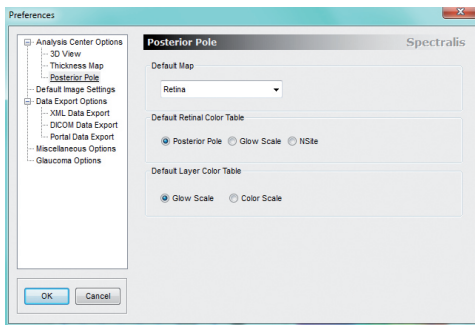 Preferences
Analysis Center Options
3D View
Thickness Map
Posterior Pole
Default Image Settings
Data Export Options
XML Data Export
DICOM Data Export
Portal Data Export
Miscellaneous Options
Glaucoma Options
OK Cancel
Posterior Pole Spectralis
Default Map
Retina
Default Retinal Color Table
Posterior Pole Glow Scale NSite
Default Layer Color Table
Glow Scale Color Scale